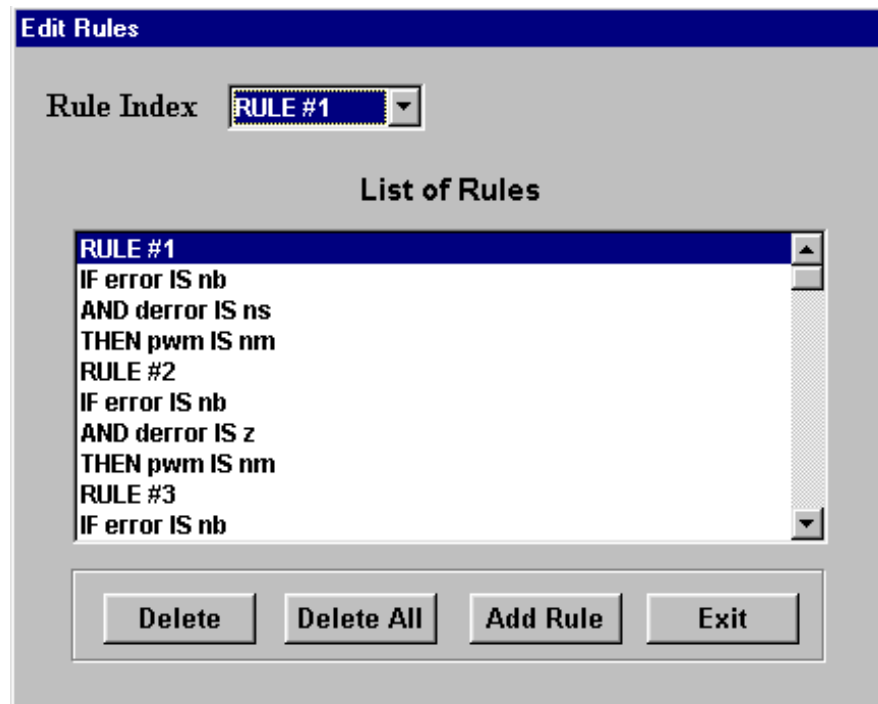 Edit Rules
Rule Index RULE #1
List of Rules
RULE #1
IF error IS nb
AND derror IS ns
THEN pwm IS nm
RULE #2
IF error IS nb
AND derror IS z
THEN pwm IS nm
RULE #3
IF error IS nb
Delete Delete All Add Rule Exit